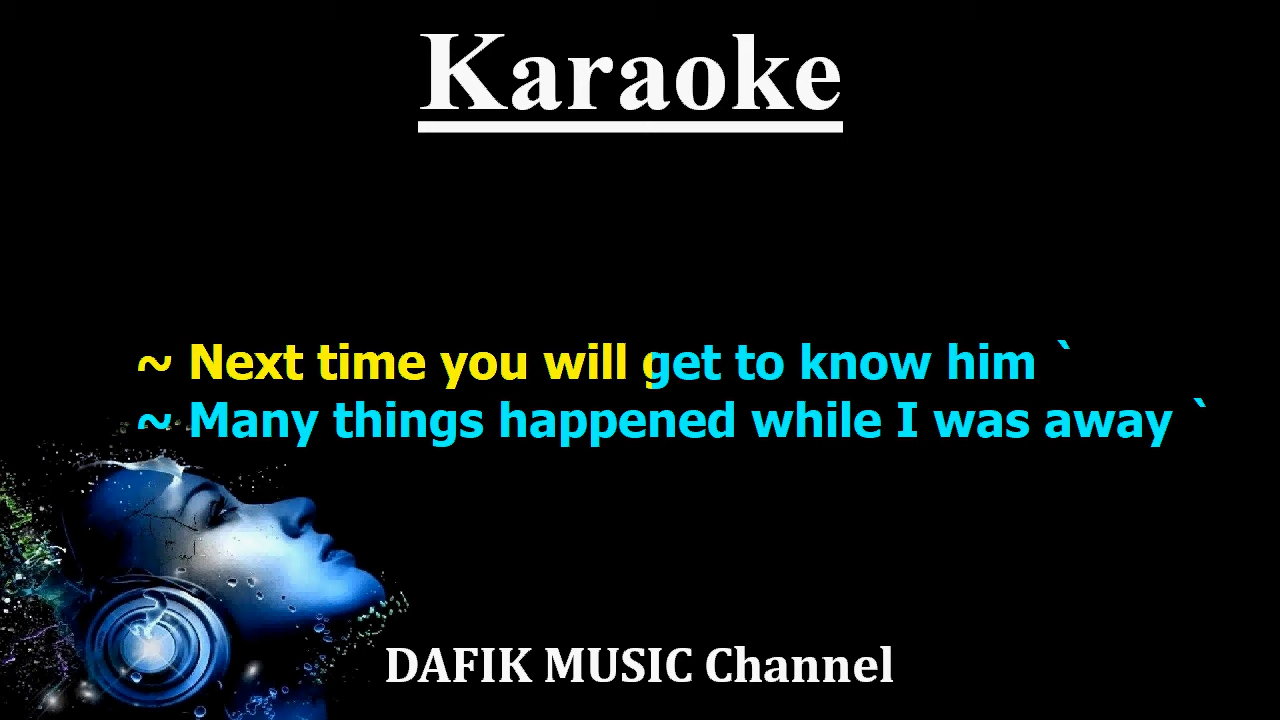 Karaoke
~ Next time you will get to know him `
~ Many things happened while I was away `
DAFIK MUSIC Channel